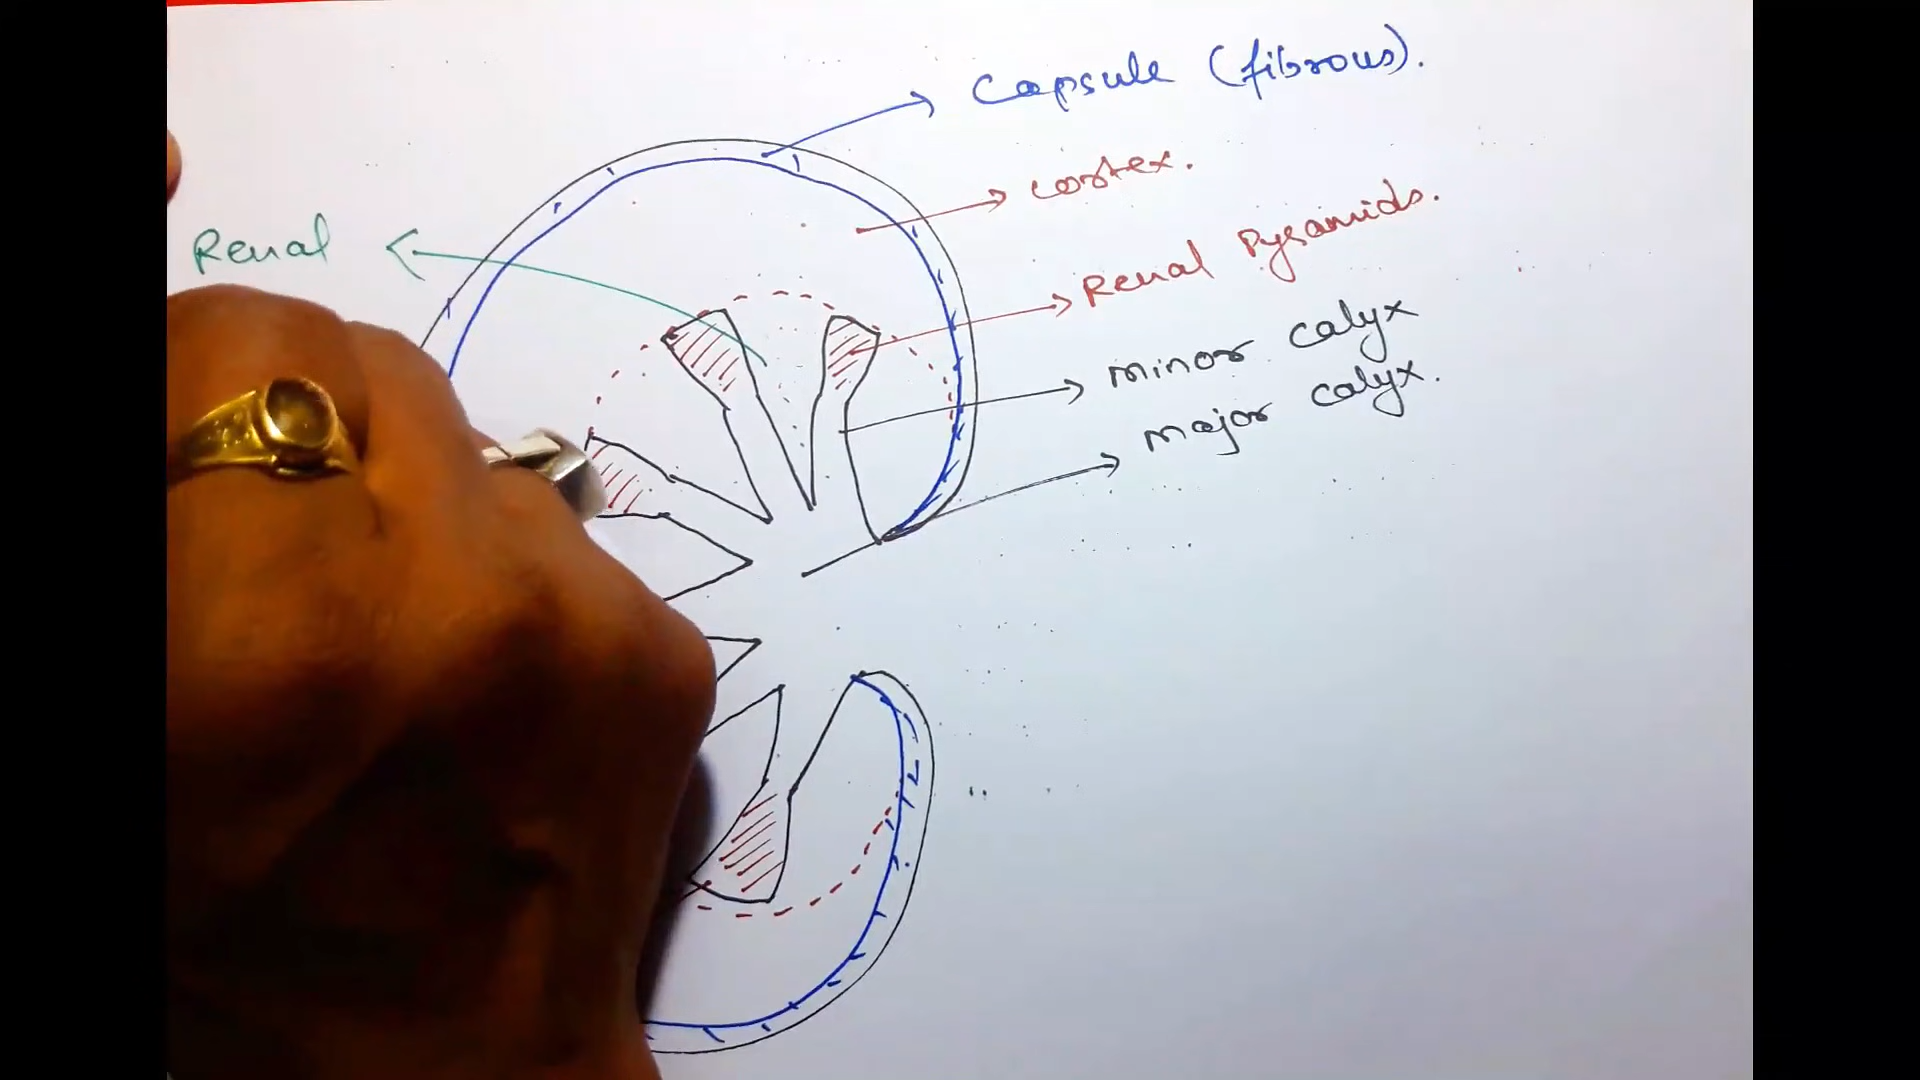 Capsule (fibrous).
cortex.
Renal Pyramids.
Renal
minor calyx
major calyx.